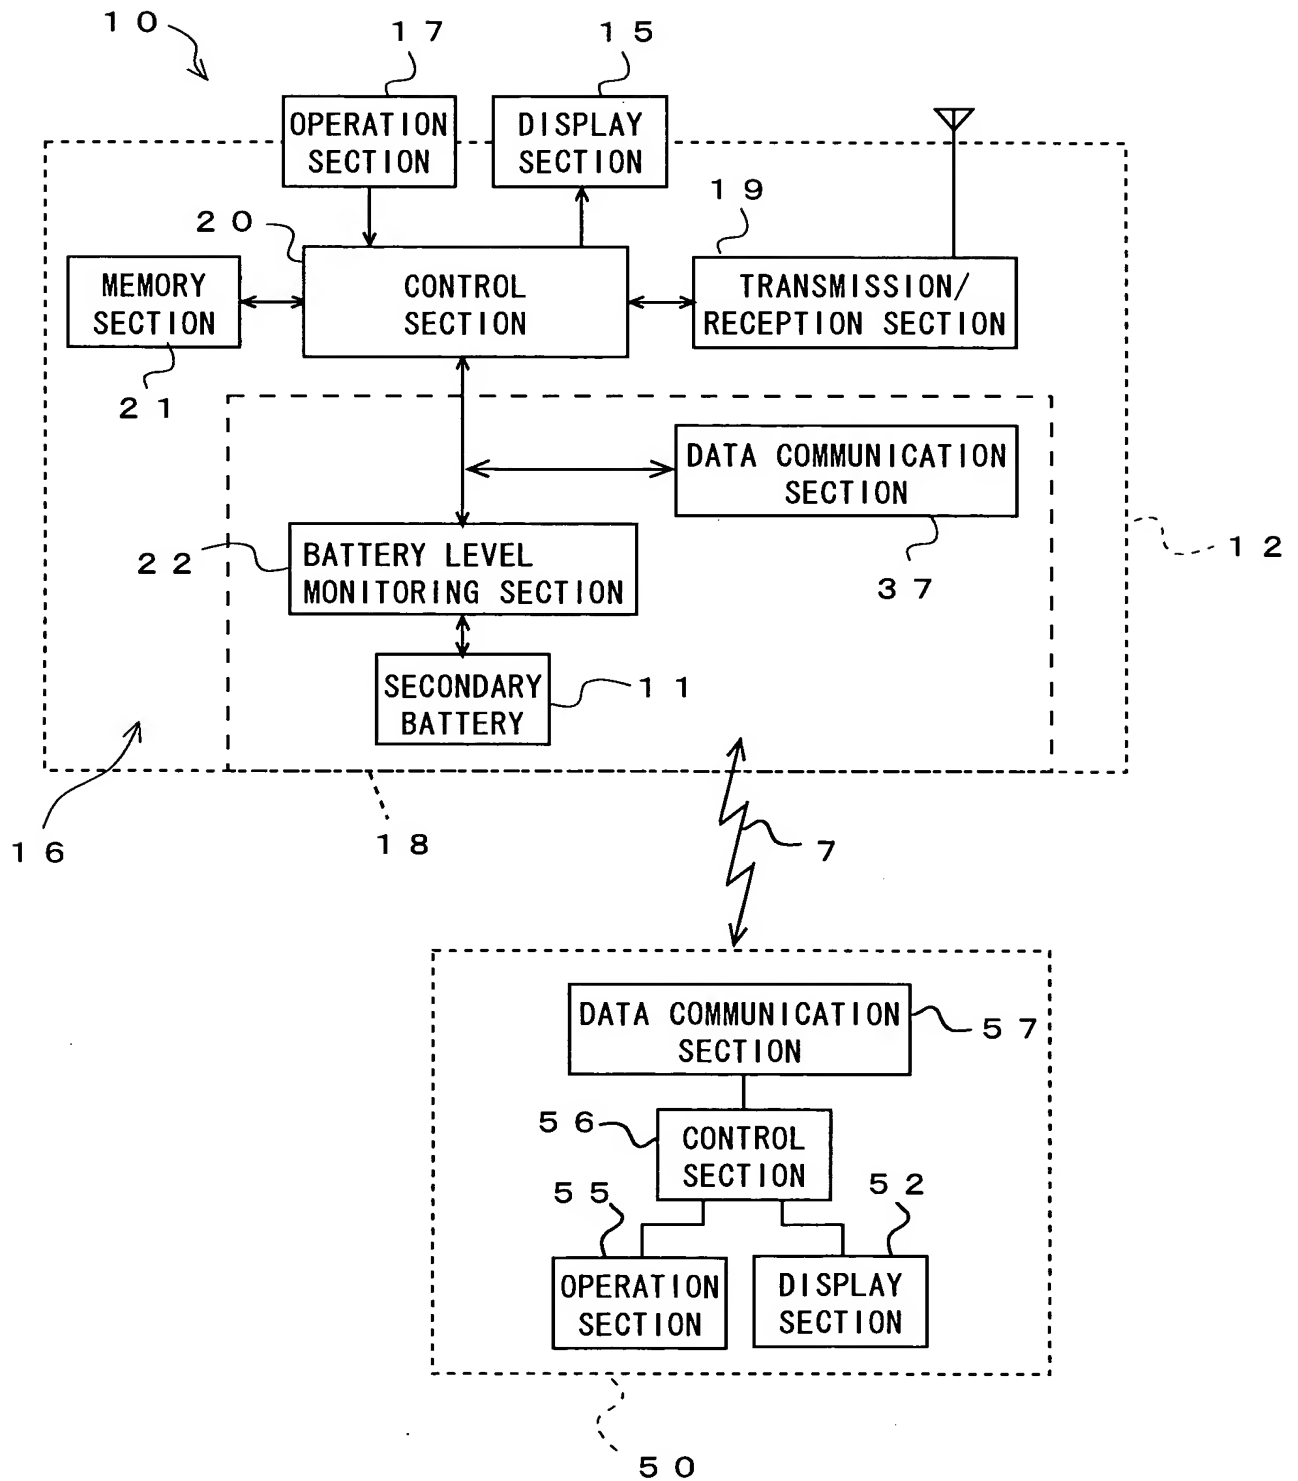 10
17
15
OPERATION
SECTION
DISPLAY
SECTION
19
20
MEMORY
SECTION
CONTROL
SECTION
TRANSMISSION/
RECEPTION SECTION
21
DATA COMMUNICATION
SECTION
22
BATTERY LEVEL
MONITORING SECTION
37
12
SECONDARY
BATTERY
11
16
18
7
DATA COMMUNICATION
SECTION
57
56
CONTROL
SECTION
55
52
OPERATION
SECTION
DISPLAY
SECTION
50